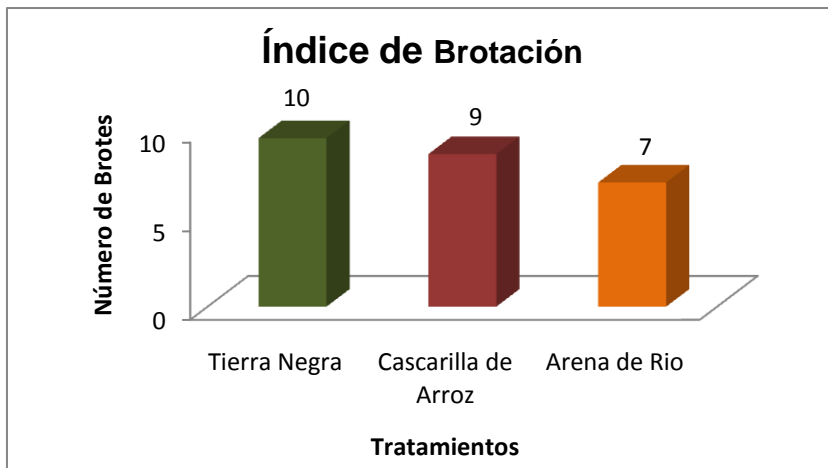 Índice de Brotación
Número de Brotes
10
5
0
10
9
7
Tierra Negra
Cascarilla de
Arroz
Arena de Rio
Tratamientos